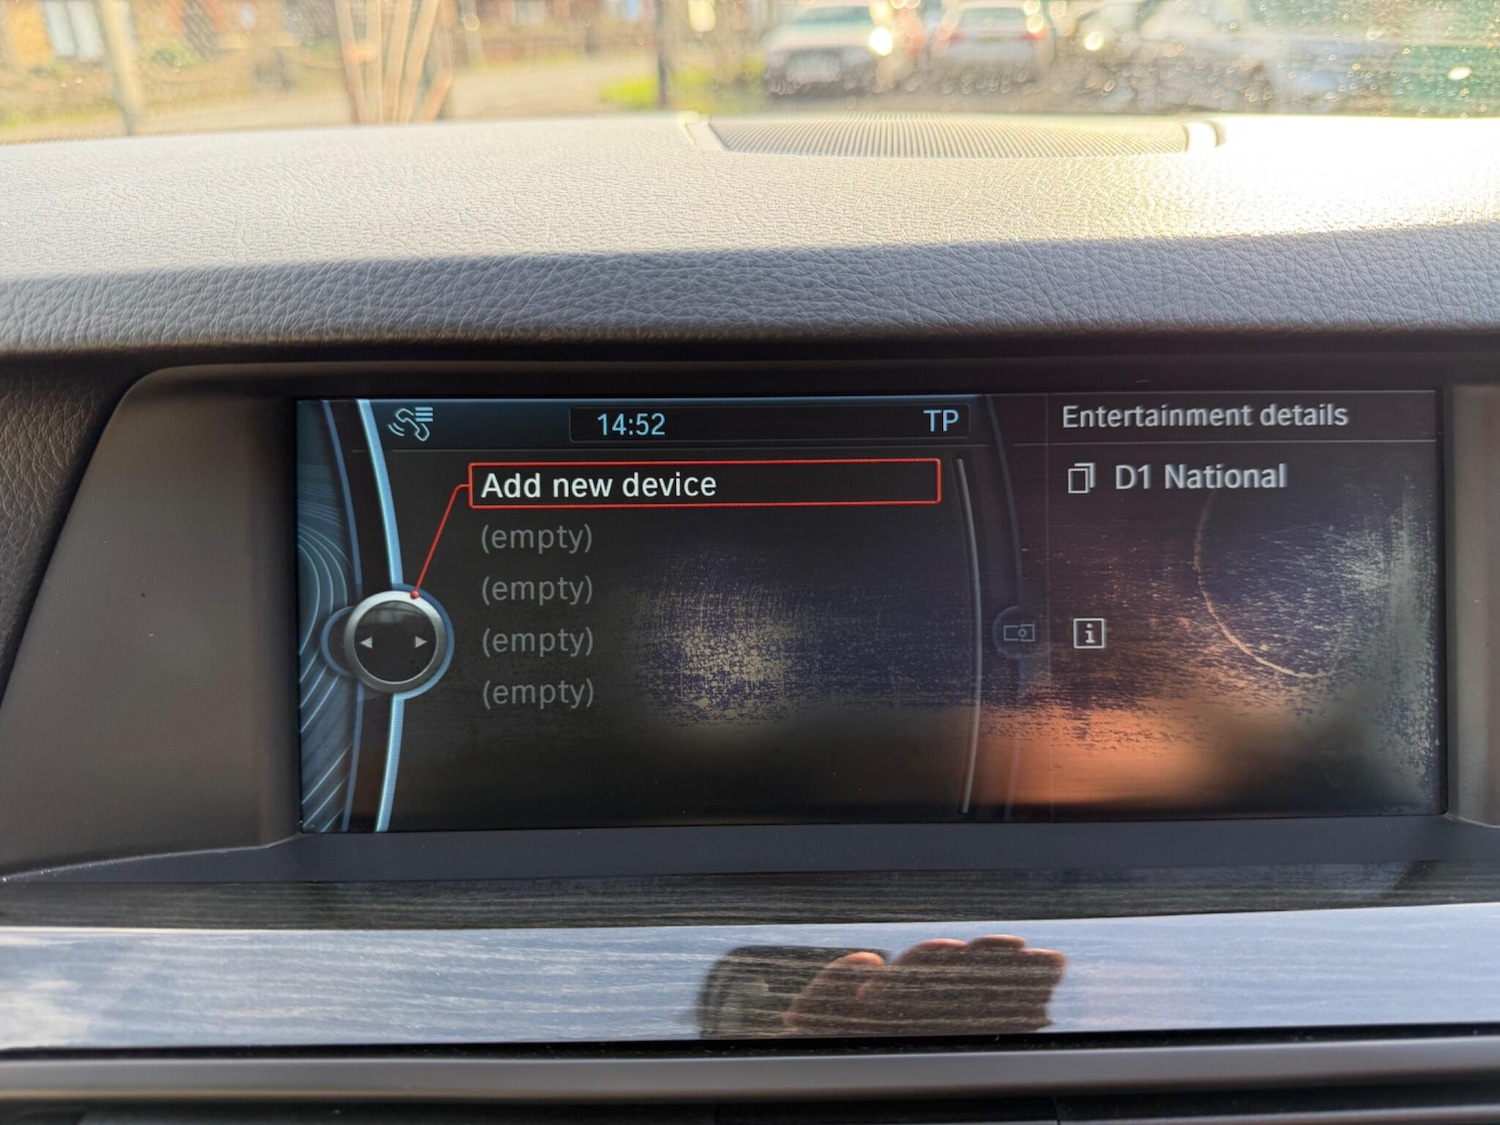 14:52 TP
Add new device
(empty)
(empty)
(empty)
(empty)
Entertainment details
D1 National
i